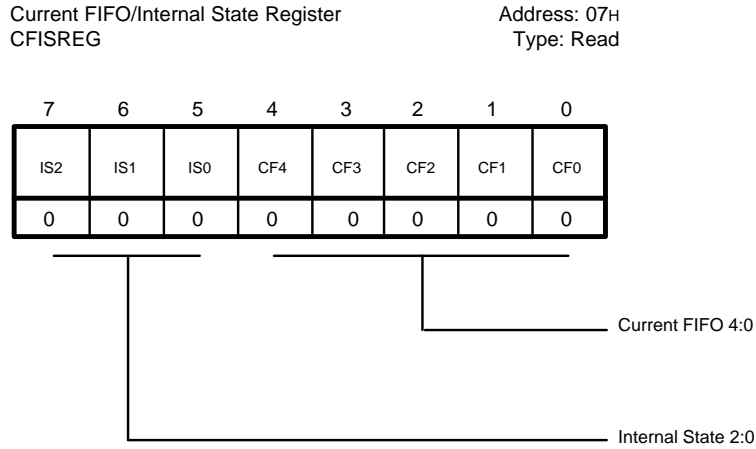 Current FIFO/Internal State Register Address: 07H
CFISREG Type: Read
7 6 5 4 3 2 1 0
IS2 IS1 IS0 CF4 CF3 CF2 CF1 CF0
0 0 0 0 0 0 0 0
Current FIFO 4:0
Internal State 2:0